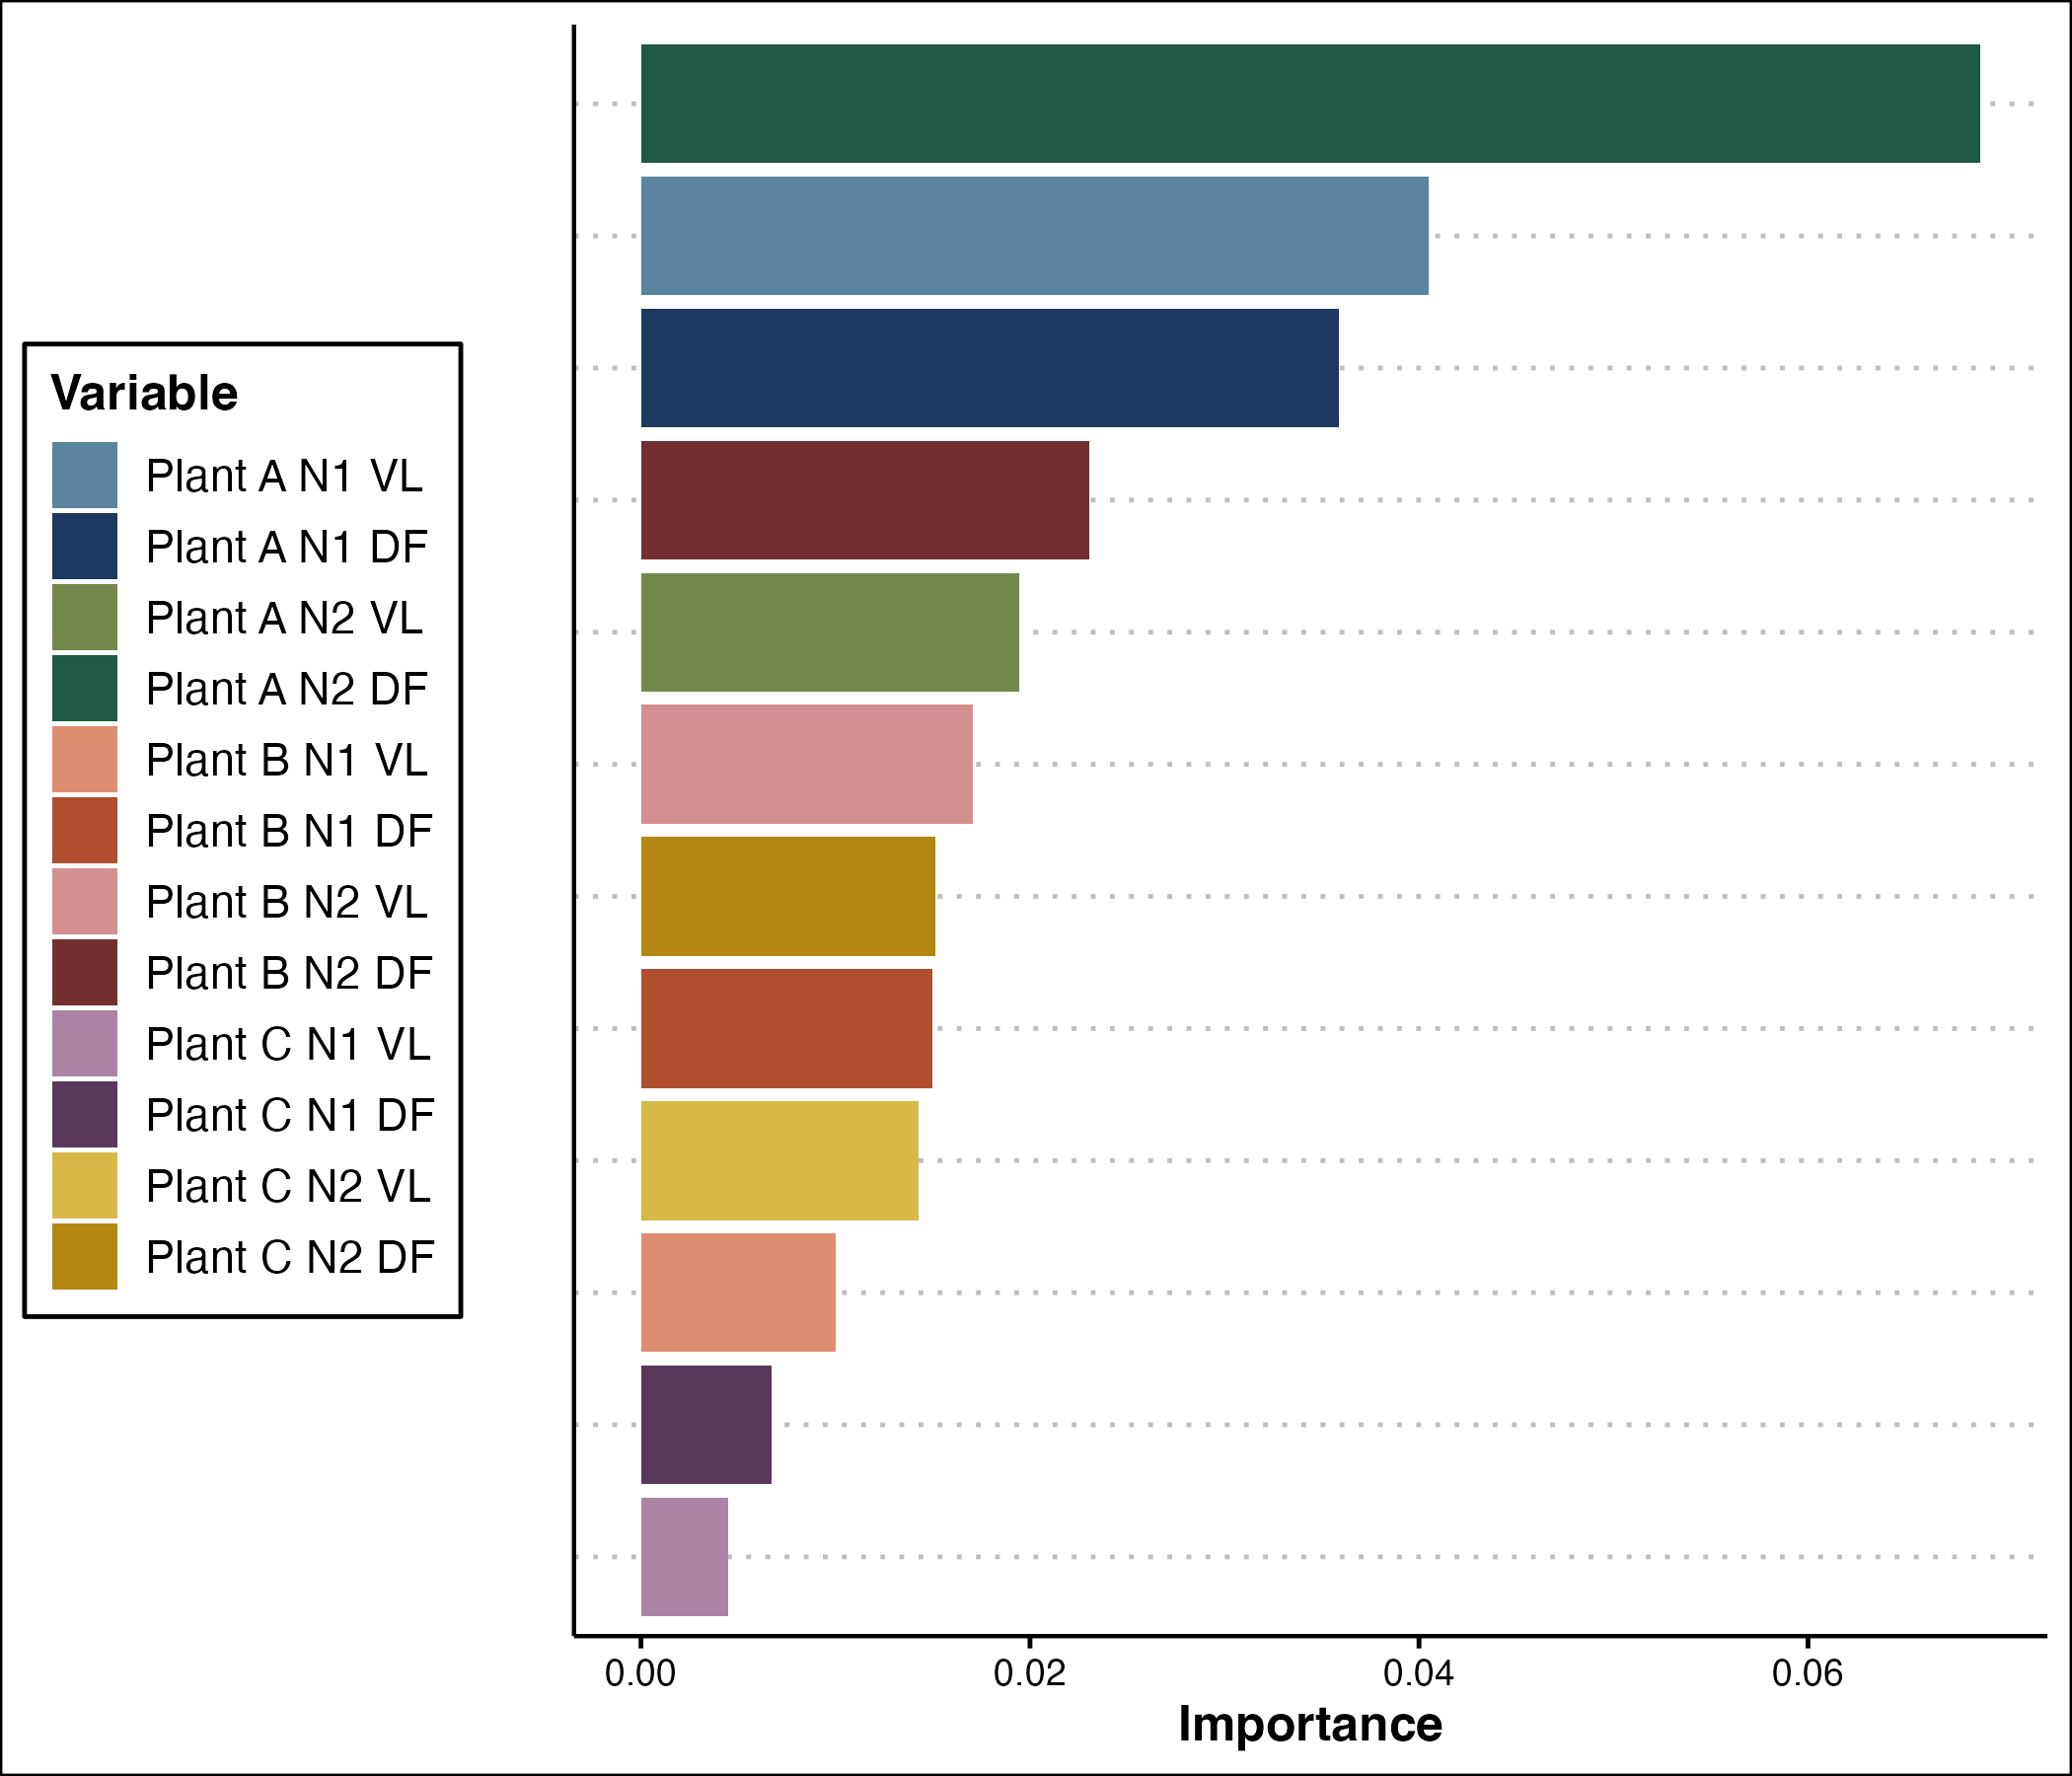 Variable
Plant A N1 VL
Plant A N1 DF
Plant A N2 VL
Plant A N2 DF
Plant B N1 VL
Plant B N1 DF
Plant B N2 VL
Plant B N2 DF
Plant C N1 VL
Plant C N1 DF
Plant C N2 VL
Plant C N2 DF
0.00 0.02 0.04 0.06
Importance